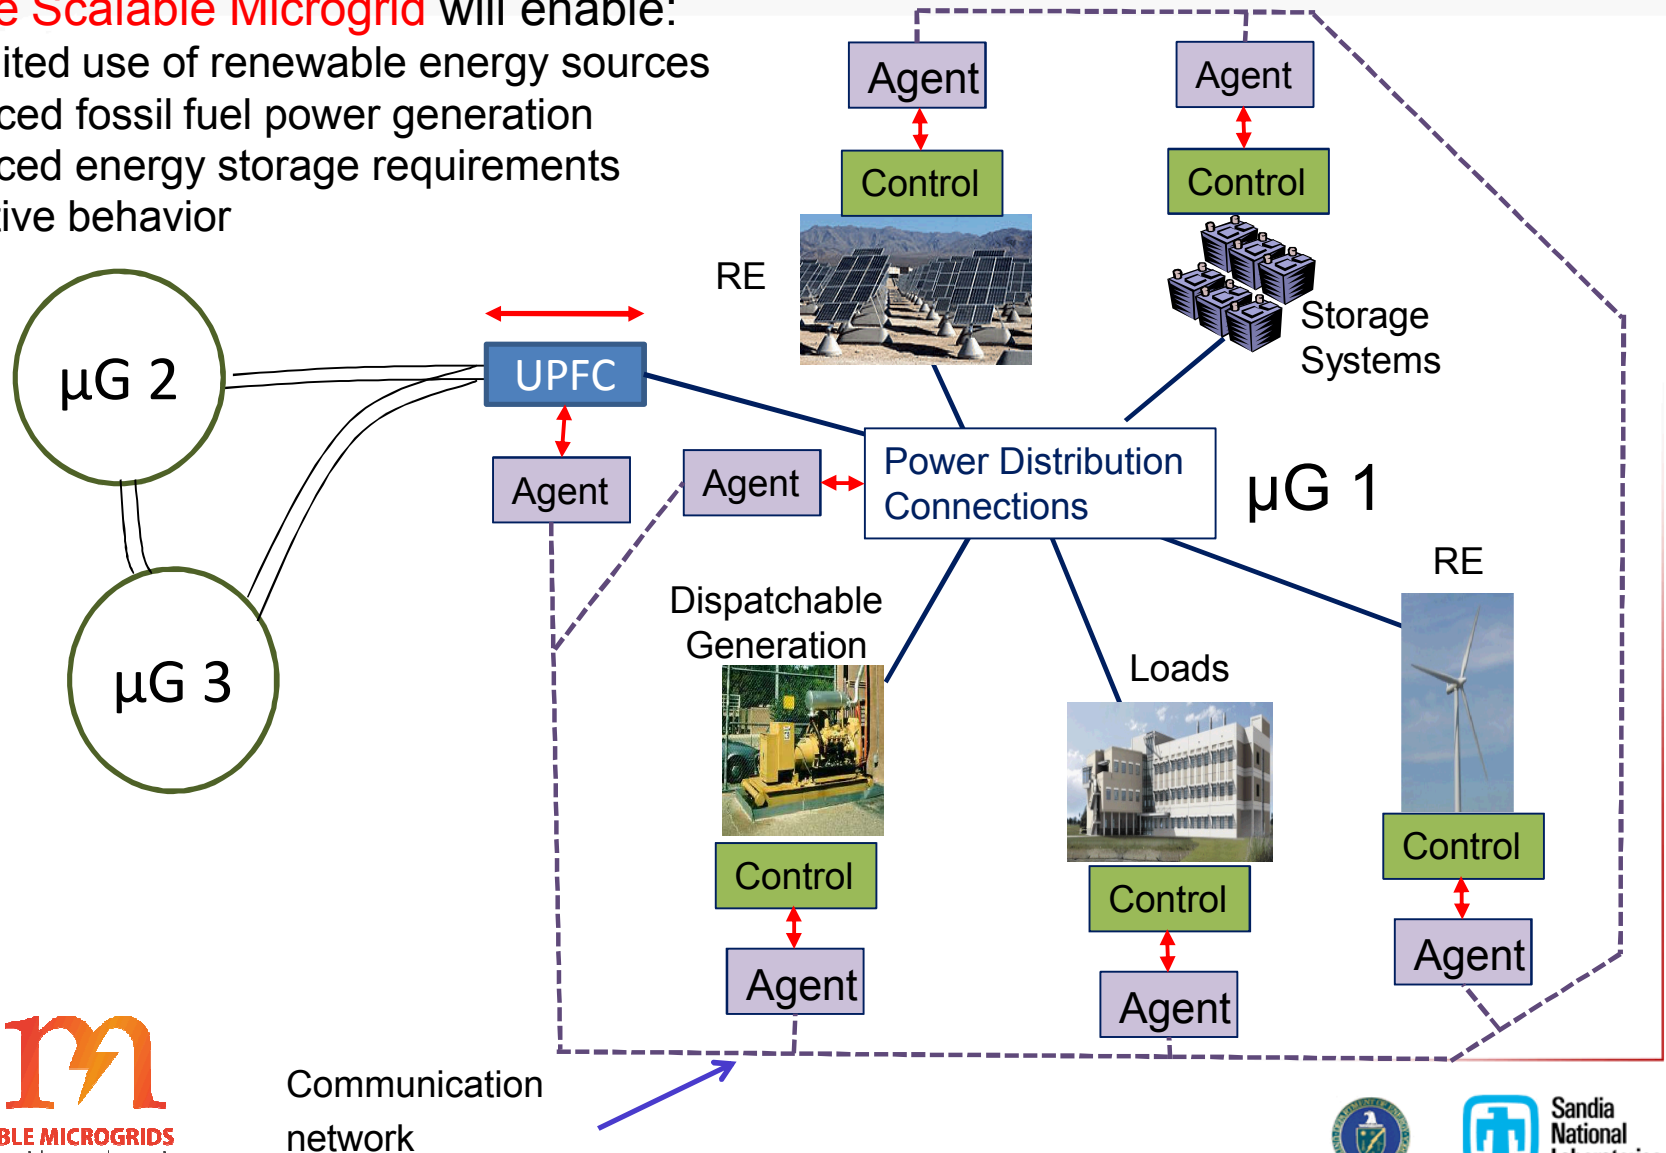 e Scalable Microgrid will enable:
ited use of renewable energy sources
ced fossil fuel power generation
ced energy storage requirements
tive behavior
Agent
Agent
Control
Control
RE
Storage
Systems
μG 2
UPFC
Agent
Agent
Power Distribution
Connections
μG 1
RE
Dispatchable
Generation
Loads
μG 3
Control
Control
Control
Agent
Agent
Agent
Communication
network
BLE MICROGRIDS
Sandia
National